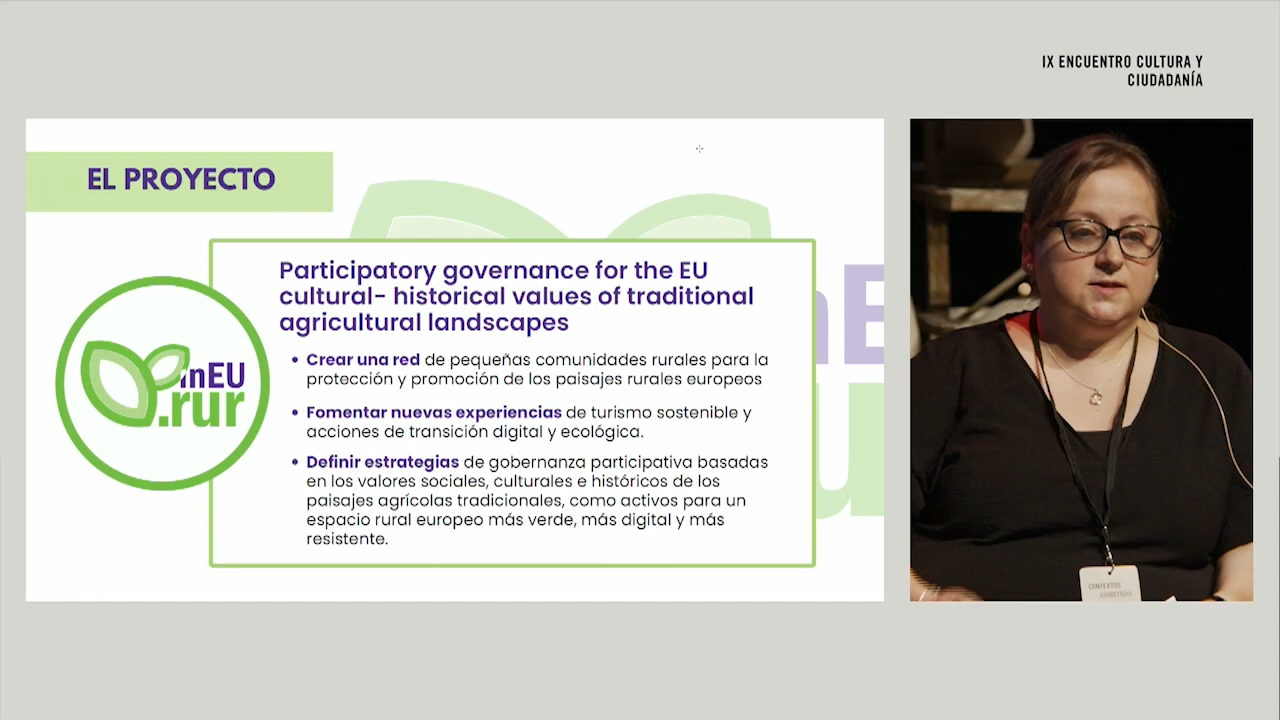 IX ENCUENTRO CULTURA Y
CIUDADANÍA
EL PROYECTO
Participatory governance for the EU
cultural- historical values of traditional
agricultural landscapes
• Crear una red de pequeñas comunidades rurales para la
protección y promoción de los paisajes rurales europeos
• Fomentar nuevas experiencias de turismo sostenible y
acciones de transición digital y ecológica.
• Definir estrategias de gobernanza participativa basadas
en los valores sociales, culturales e históricos de los
paisajes agrícolas tradicionales, como activos para un
espacio rural europeo más verde, más digital y más
resistente.
inEU
.rur
CONTEXTOS